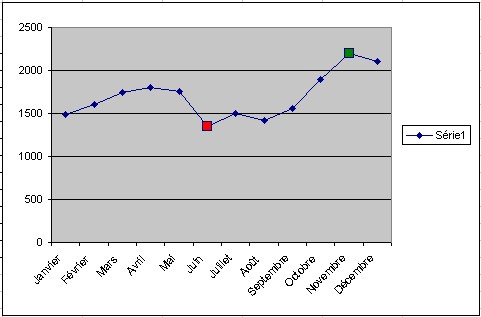 2500
2000
1500
1000
500
0
Janvier
Février
Mars
Avril
Mai
Juin
Juillet
Août
Septembre
Octobre
Novembre
Décembre
Série1